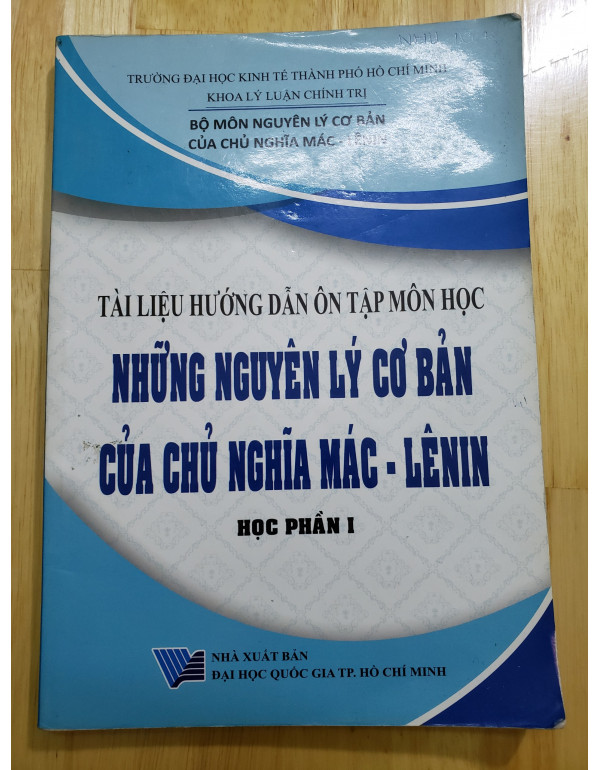 TRƯỜNG ĐẠI HỌC KINH TẾ THÀNH PHỐ HỒ CHÍ MINH
KHOA LÝ LUẬN CHÍNH TRỊ
BỘ MÔN NGUYÊN LÝ CƠ BẢN
CỦA CHỦ NGHĨA MÁC - LÊNIN
TÀI LIỆU HƯỚNG DẪN ÔN TẬP MÔN HỌC
NHỮNG NGUYÊN LÝ CƠ BẢN
CỦA CHỦ NGHĨA MÁC - LÊNIN
HỌC PHẦN I
NHÀ XUẤT BẢN
ĐẠI HỌC QUỐC GIA TP. HỒ CHÍ MINH